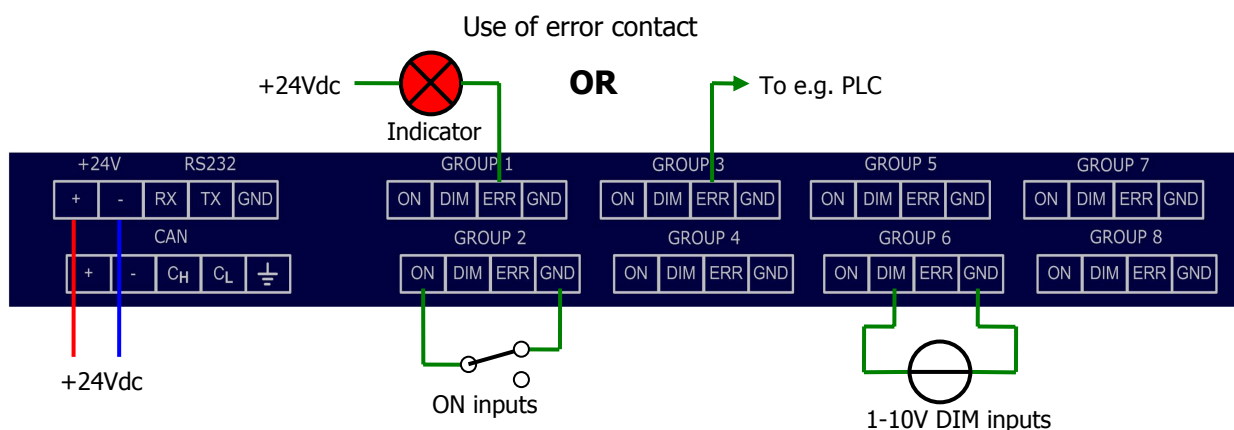 Use of error contact
+24Vdc
OR
To e.g. PLC
Indicator
+24V RS232 GROUP 1 GROUP 3 GROUP 5 GROUP 7
+ - RX TX GND ON DIM ERR GND ON DIM ERR GND ON DIM ERR GND ON DIM ERR GND
CAN GROUP 2 GROUP 4 GROUP 6 GROUP 8
+ - CH CL ON DIM ERR GND ON DIM ERR GND ON DIM ERR GND ON DIM ERR GND
+24Vdc
ON inputs
1-10V DIM inputs